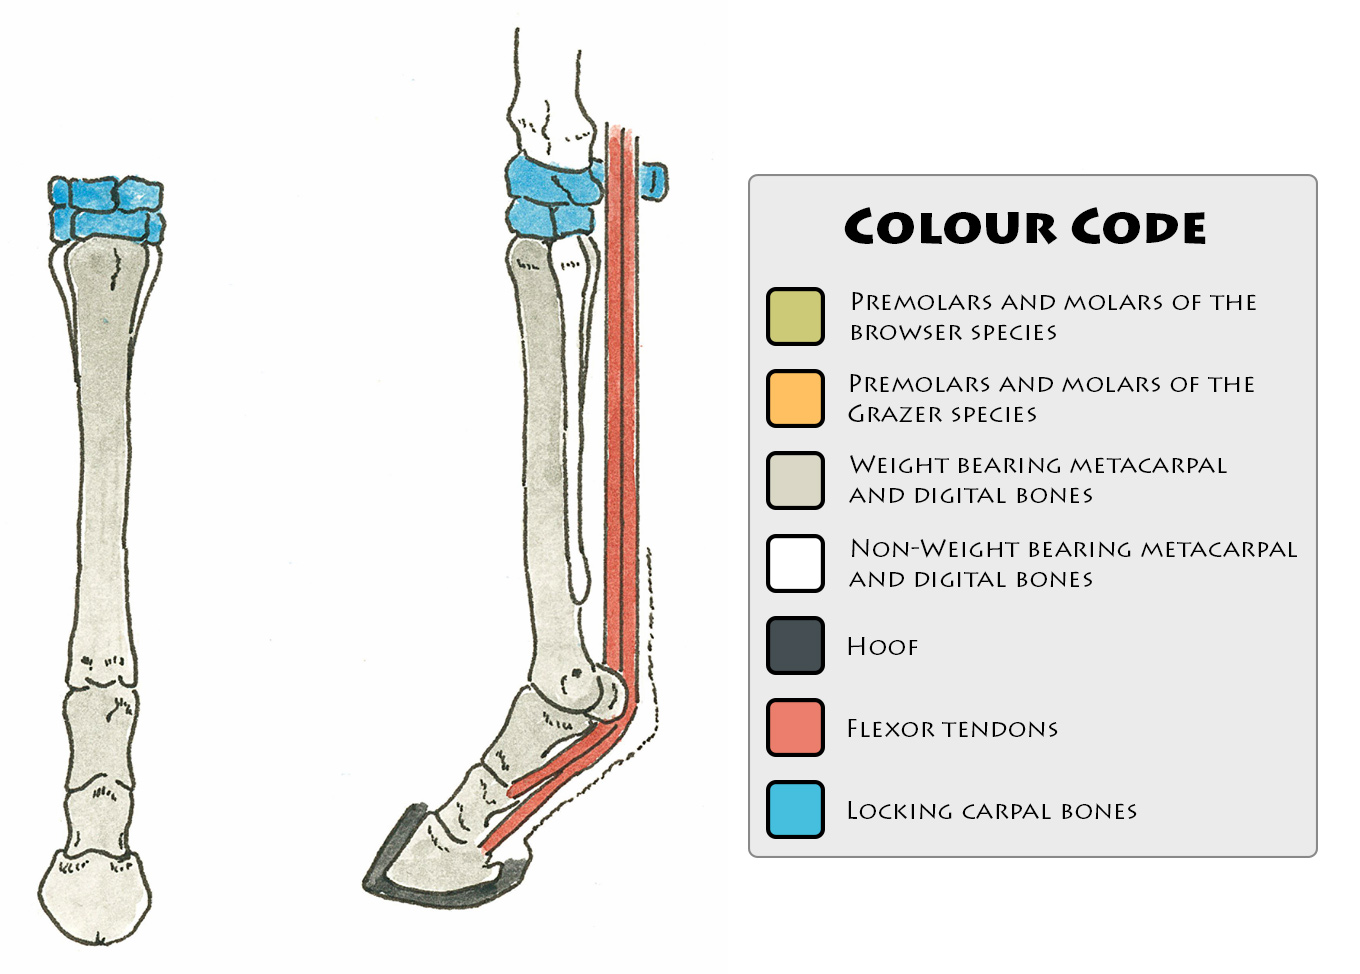 Colour Code
Premolars and molars of the
browser species
Premolars and molars of the
Grazer species
Weight bearing metacarpal
and digital bones
Non-Weight bearing metacarpal
and digital bones
Hoof
Flexor tendons
Locking carpal bones